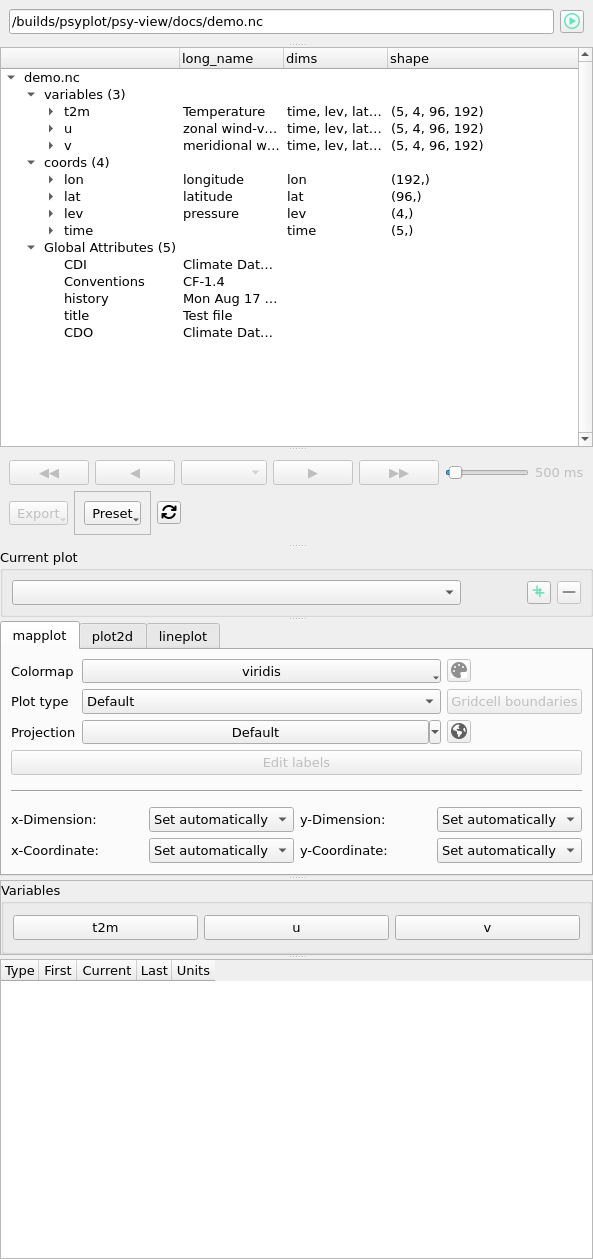 /builds/psyplot/psy-view/docs/demo.nc
long_name dims shape
demo.nc
variables (3)
t2m Temperature time, lev, lat... (5, 4, 96, 192)
u zonal wind-v... time, lev, lat... (5, 4, 96, 192)
v meridional w... time, lev, lat... (5, 4, 96, 192)
coords (4)
lon longitude lon (192,)
lat latitude lat (96,)
lev pressure lev (4,)
time time (5,)
Global Attributes (5)
CDI Climate Dat...
Conventions CF-1.4
history Mon Aug 17 ...
title Test file
CDO Climate Dat...
500 ms
Export Preset
Current plot
mapplot plot2d lineplot
Colormap viridis
Plot type Default Gridcell boundaries
Projection Default
Edit labels
x-Dimension: Set automatically y-Dimension: Set automatically
x-Coordinate: Set automatically y-Coordinate: Set automatically
Variables
t2m u v
Type First Current Last Units